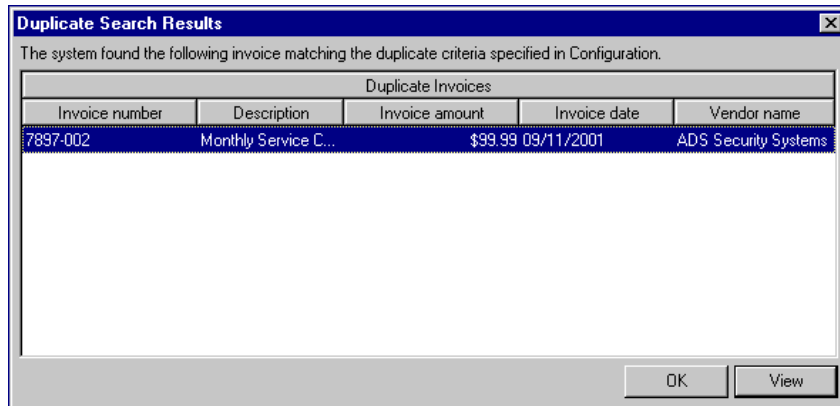 Duplicate Search Results
The system found the following invoice matching the duplicate criteria specified in Configuration.
Duplicate Invoices
Invoice number Description Invoice amount Invoice date Vendor name
7897-002 Monthly Service C... $99.99 09/11/2001 ADS Security Systems
OK View